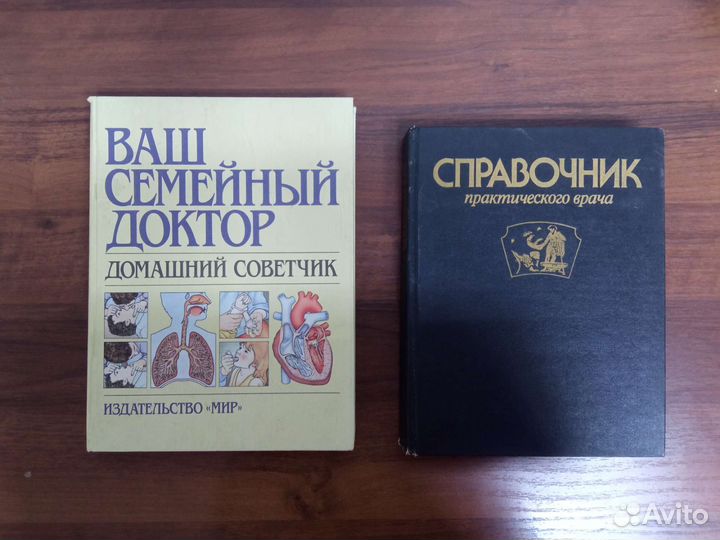 ВАШ
СЕМЕЙНЫЙ
ДОКТОР
ДОМАШНИЙ СОВЕТЧИК
ИЗДАТЕЛЬСТВО «МИР»
СПРАВОЧНИК
практического врача
Avito